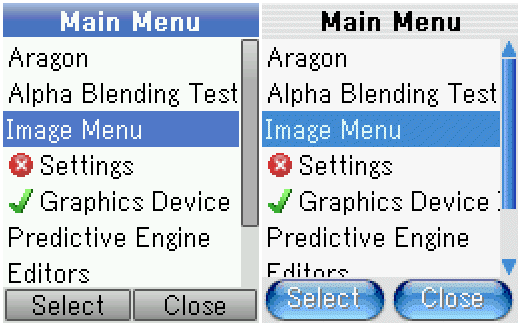 Main Menu
Aragon
Alpha Blending Test
Image Menu
Settings
Graphics Device
Predictive Engine
Editors
Select Close
Main Menu
Aragon
Alpha Blending Test
Image Menu
Settings
Graphics Device
Predictive Engine
Editors
Select Close